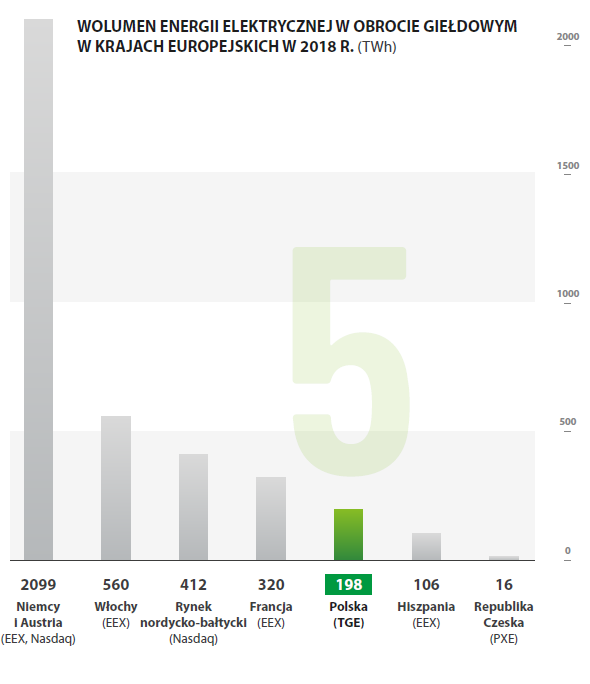 WOLUMEN ENERGII ELEKTRYCZNEJ W OBROCIE GIEŁDOWYM
W KRAJACH EUROPEJSKICH W 2018 R. (TWh)
2000
1500
1000
500
0
5
2099
Niemcy
i Austria
(EEX, Nasdaq)
560
Włochy
(EEX)
412
Rynek
nordycko-bałtycki
(Nasdaq)
320
Francja
(EEX)
198
Polska
(TGE)
106
Hiszpania
(EEX)
16
Republika
Czeska
(PXE)